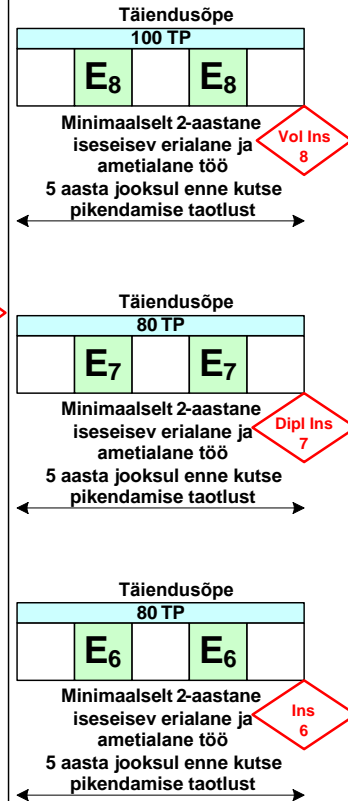 Täiendusõpe
100 TP
E8 E8
Minimaalselt 2-aastane
iseseisev erialane ja
ametialane töö
5 aasta jooksul enne kutse
pikendamise taotlust
Vol Ins
8
Täiendusõpe
80 TP
E7 E7
Minimaalselt 2-aastane
iseseisev erialane ja
ametialane töö
5 aasta jooksul enne kutse
pikendamise taotlust
Dipl Ins
7
Täiendusõpe
80 TP
E6 E6
Minimaalselt 2-aastane
iseseisev erialane ja
ametialane töö
5 aasta jooksul enne kutse
pikendamise taotlust
Ins
6